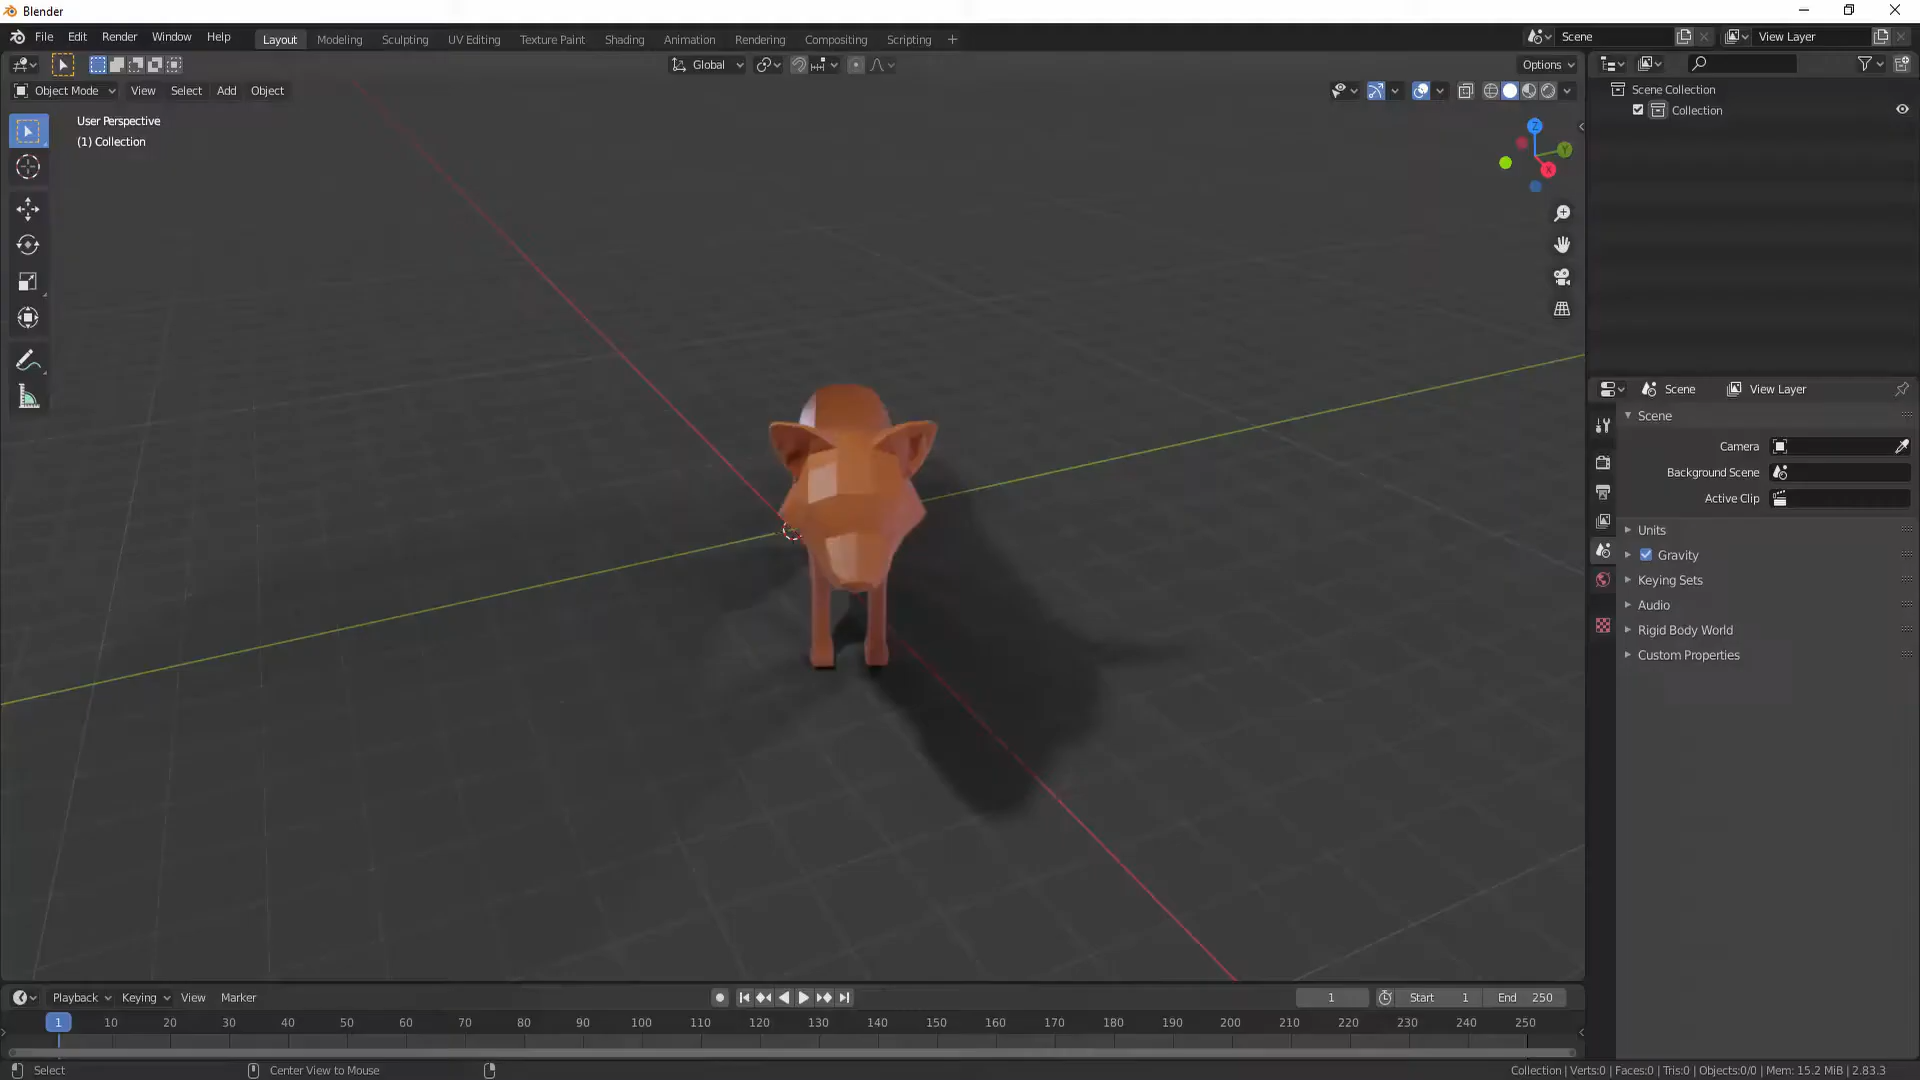 Blender
File Edit Render Window Help Layout Modeling Sculpting UV Editing Texture Paint Shading Animation Rendering Compositing Scripting + Scene View Layer
Global Options
Object Mode View Select Add Object
User Perspective
(1) Collection
Z
Y
X
Scene Collection
Collection
Scene View Layer
Scene
Camera
Background Scene
Active Clip
Units
Gravity
Keying Sets
Audio
Rigid Body World
Custom Properties
Playback Keying View Marker 1 Start 1 End 250
1 10 20 30 40 50 60 70 80 90 100 110 120 130 140 150 160 170 180 190 200 210 220 230 240 250
Select Center View to Mouse Collection | Verts:0 | Faces:0 | Tris:0 | Objects:0/0 | Mem: 15.2 MiB | 2.83.3